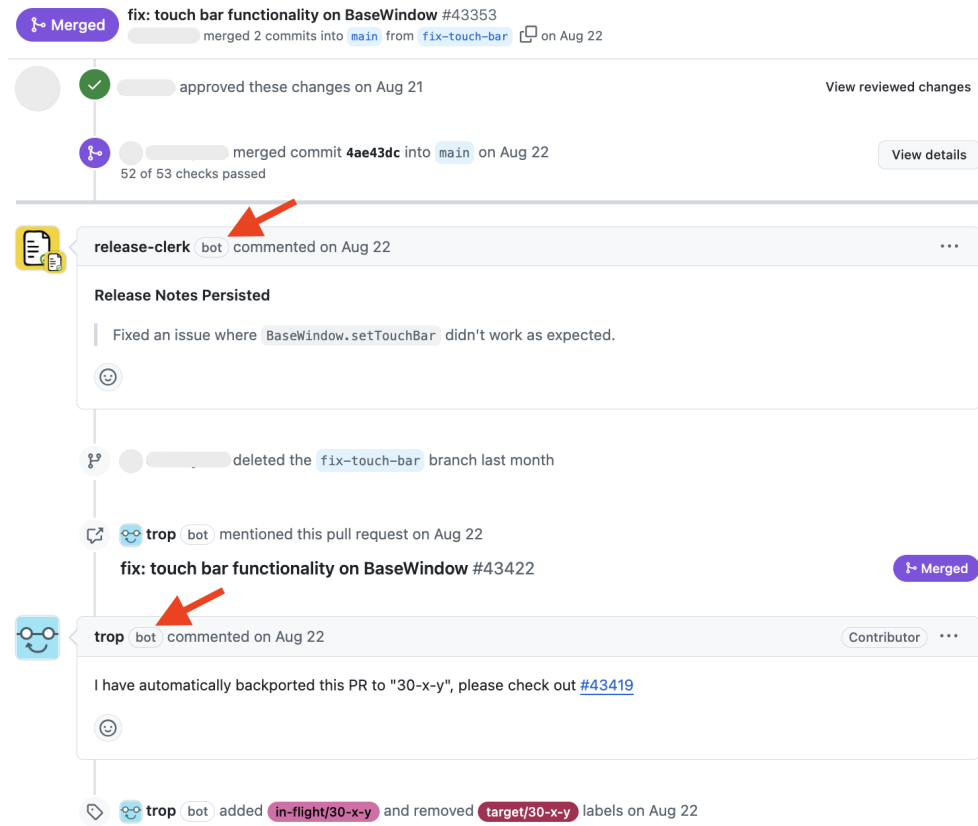 Merged
fix: touch bar functionality on BaseWindow #43353
merged 2 commits into main from fix-touch-bar on Aug 22
approved these changes on Aug 21
View reviewed changes
merged commit 4ae43dc into main on Aug 22
View details
52 of 53 checks passed
release-clerk bot commented on Aug 22
Release Notes Persisted
Fixed an issue where BaseWindow.setTouchBar didn't work as expected.
deleted the fix-touch-bar branch last month
trop bot mentioned this pull request on Aug 22
fix: touch bar functionality on BaseWindow #43422
Merged
trop bot commented on Aug 22
Contributor
I have automatically backported this PR to "30-x-y", please check out #43419
trop bot added in-flight/30-x-y and removed target/30-x-y labels on Aug 22